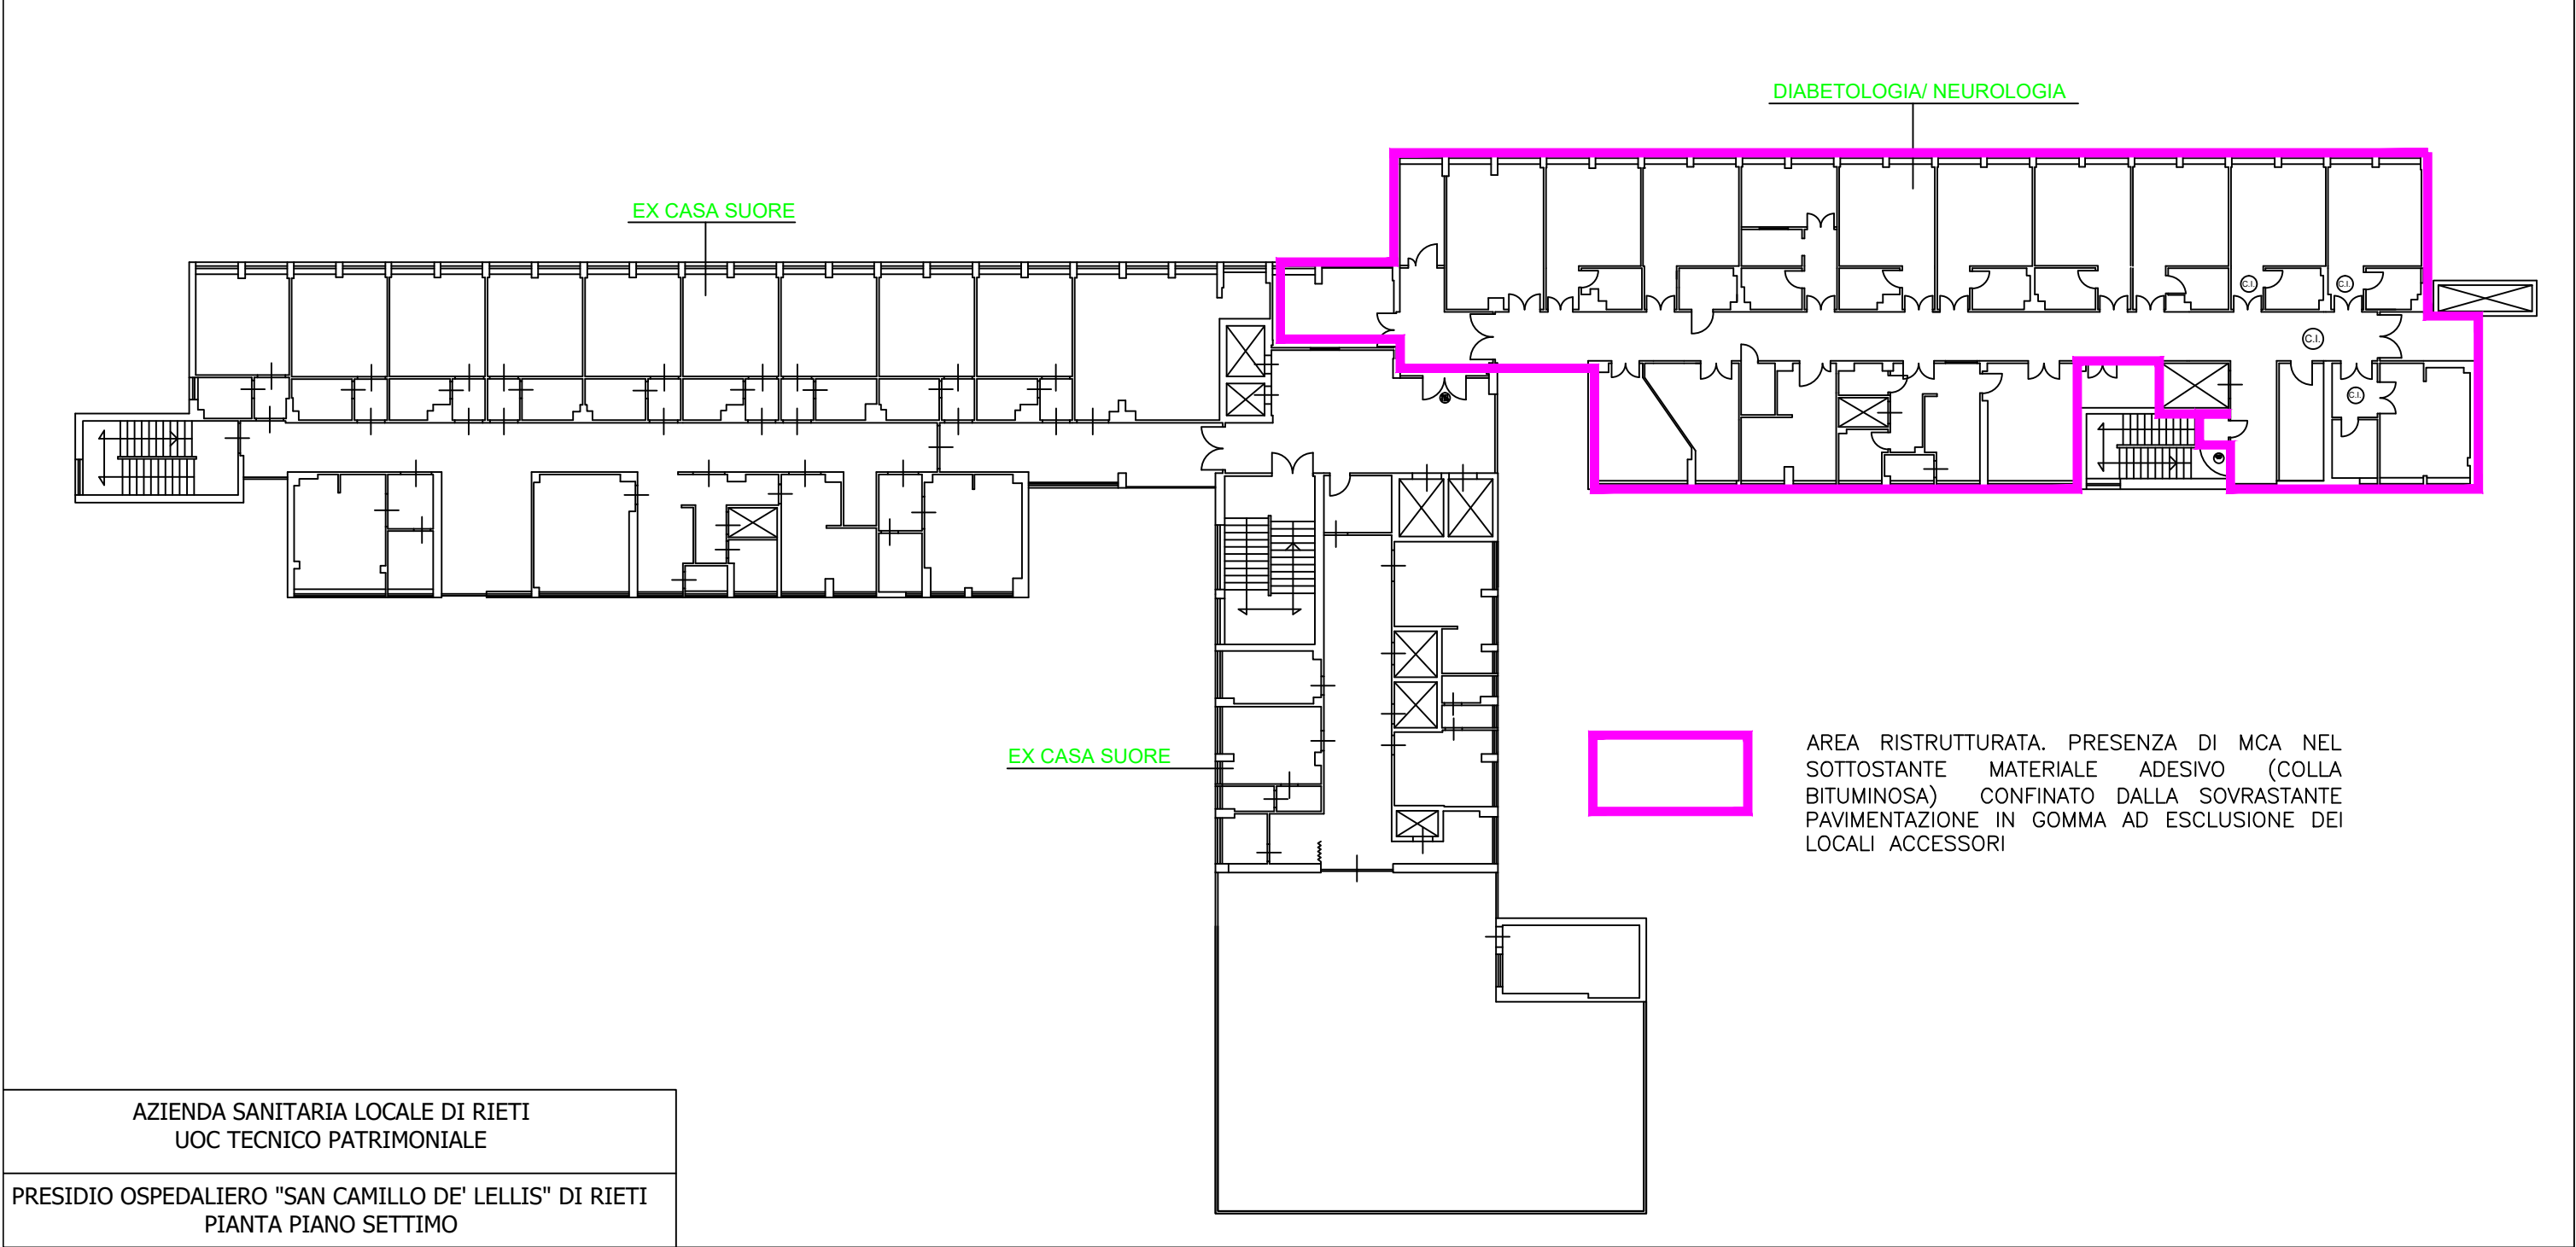 DIABETOLOGIA/ NEUROLOGIA
EX CASA SUORE
C.I.
C.I.
C.I.
C.I.
EX CASA SUORE
AREA RISTRUTTURATA. PRESENZA DI MCA NEL
SOTTOSTANTE MATERIALE ADESIVO (COLLA
BITUMINOSA) CONFINATO DALLA SOVRASTANTE
PAVIMENTAZIONE IN GOMMA AD ESCLUSIONE DEI
LOCALI ACCESSORI
AZIENDA SANITARIA LOCALE DI RIETI
UOC TECNICO PATRIMONIALE
PRESIDIO OSPEDALIERO "SAN CAMILLO DE' LELLIS" DI RIETI
PIANTA PIANO SETTIMO